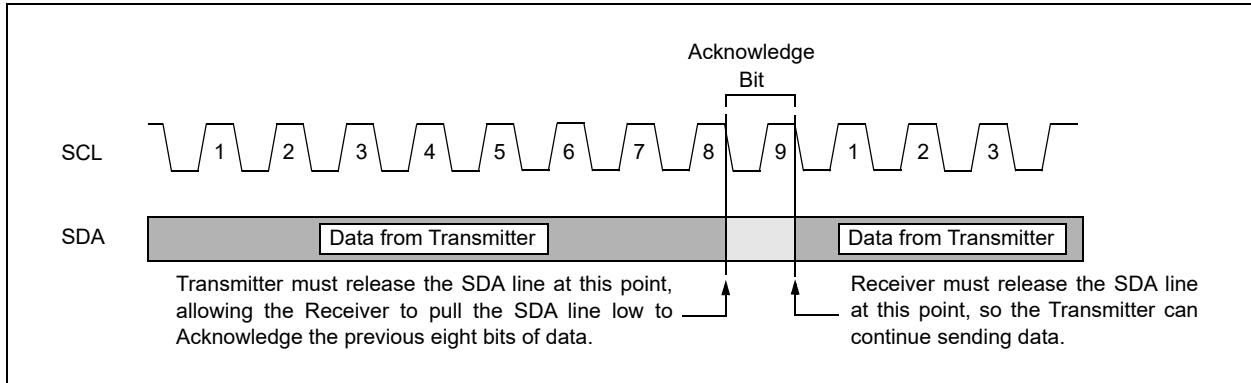 Acknowledge
Bit
SCL
1 2 3 4 5 6 7 8 9 1 2 3
SDA
Data from Transmitter
Data from Transmitter
Transmitter must release the SDA line at this point,
allowing the Receiver to pull the SDA line low to
Acknowledge the previous eight bits of data.
Receiver must release the SDA line
at this point, so the Transmitter can
continue sending data.